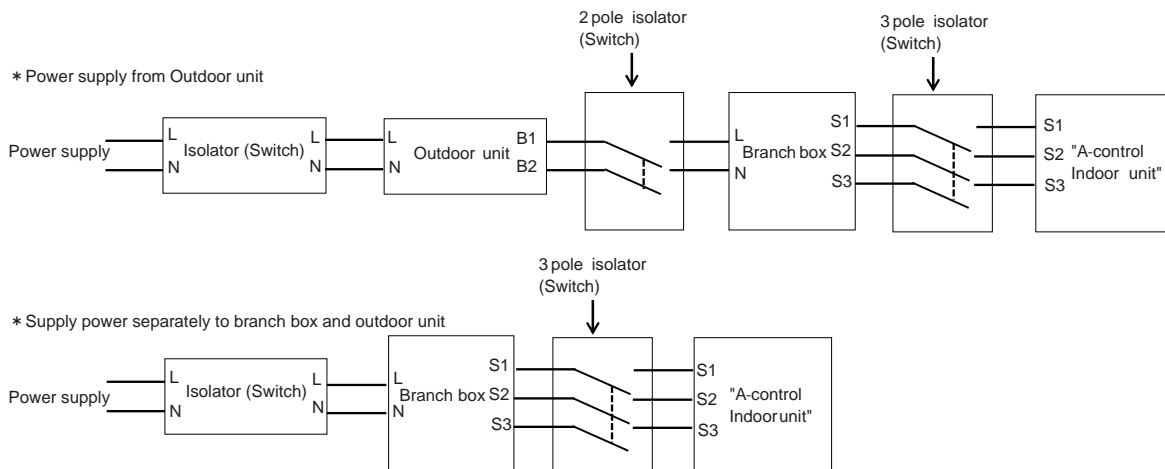 2 pole isolator
(Switch)
3 pole isolator
(Switch)
* Power supply from Outdoor unit
Power supply
L
N
Isolator (Switch)
L
N
L
N
Outdoor unit
B1
B2
L
N
Branch box
S1
S2
S3
S1
S2
S3
"A-control
Indoor unit"
3 pole isolator
(Switch)
* Supply power separately to branch box and outdoor unit
Power supply
L
N
Isolator (Switch)
L
N
L
N
Branch box
S1
S2
S3
S1
S2
S3
"A-control
Indoor unit"